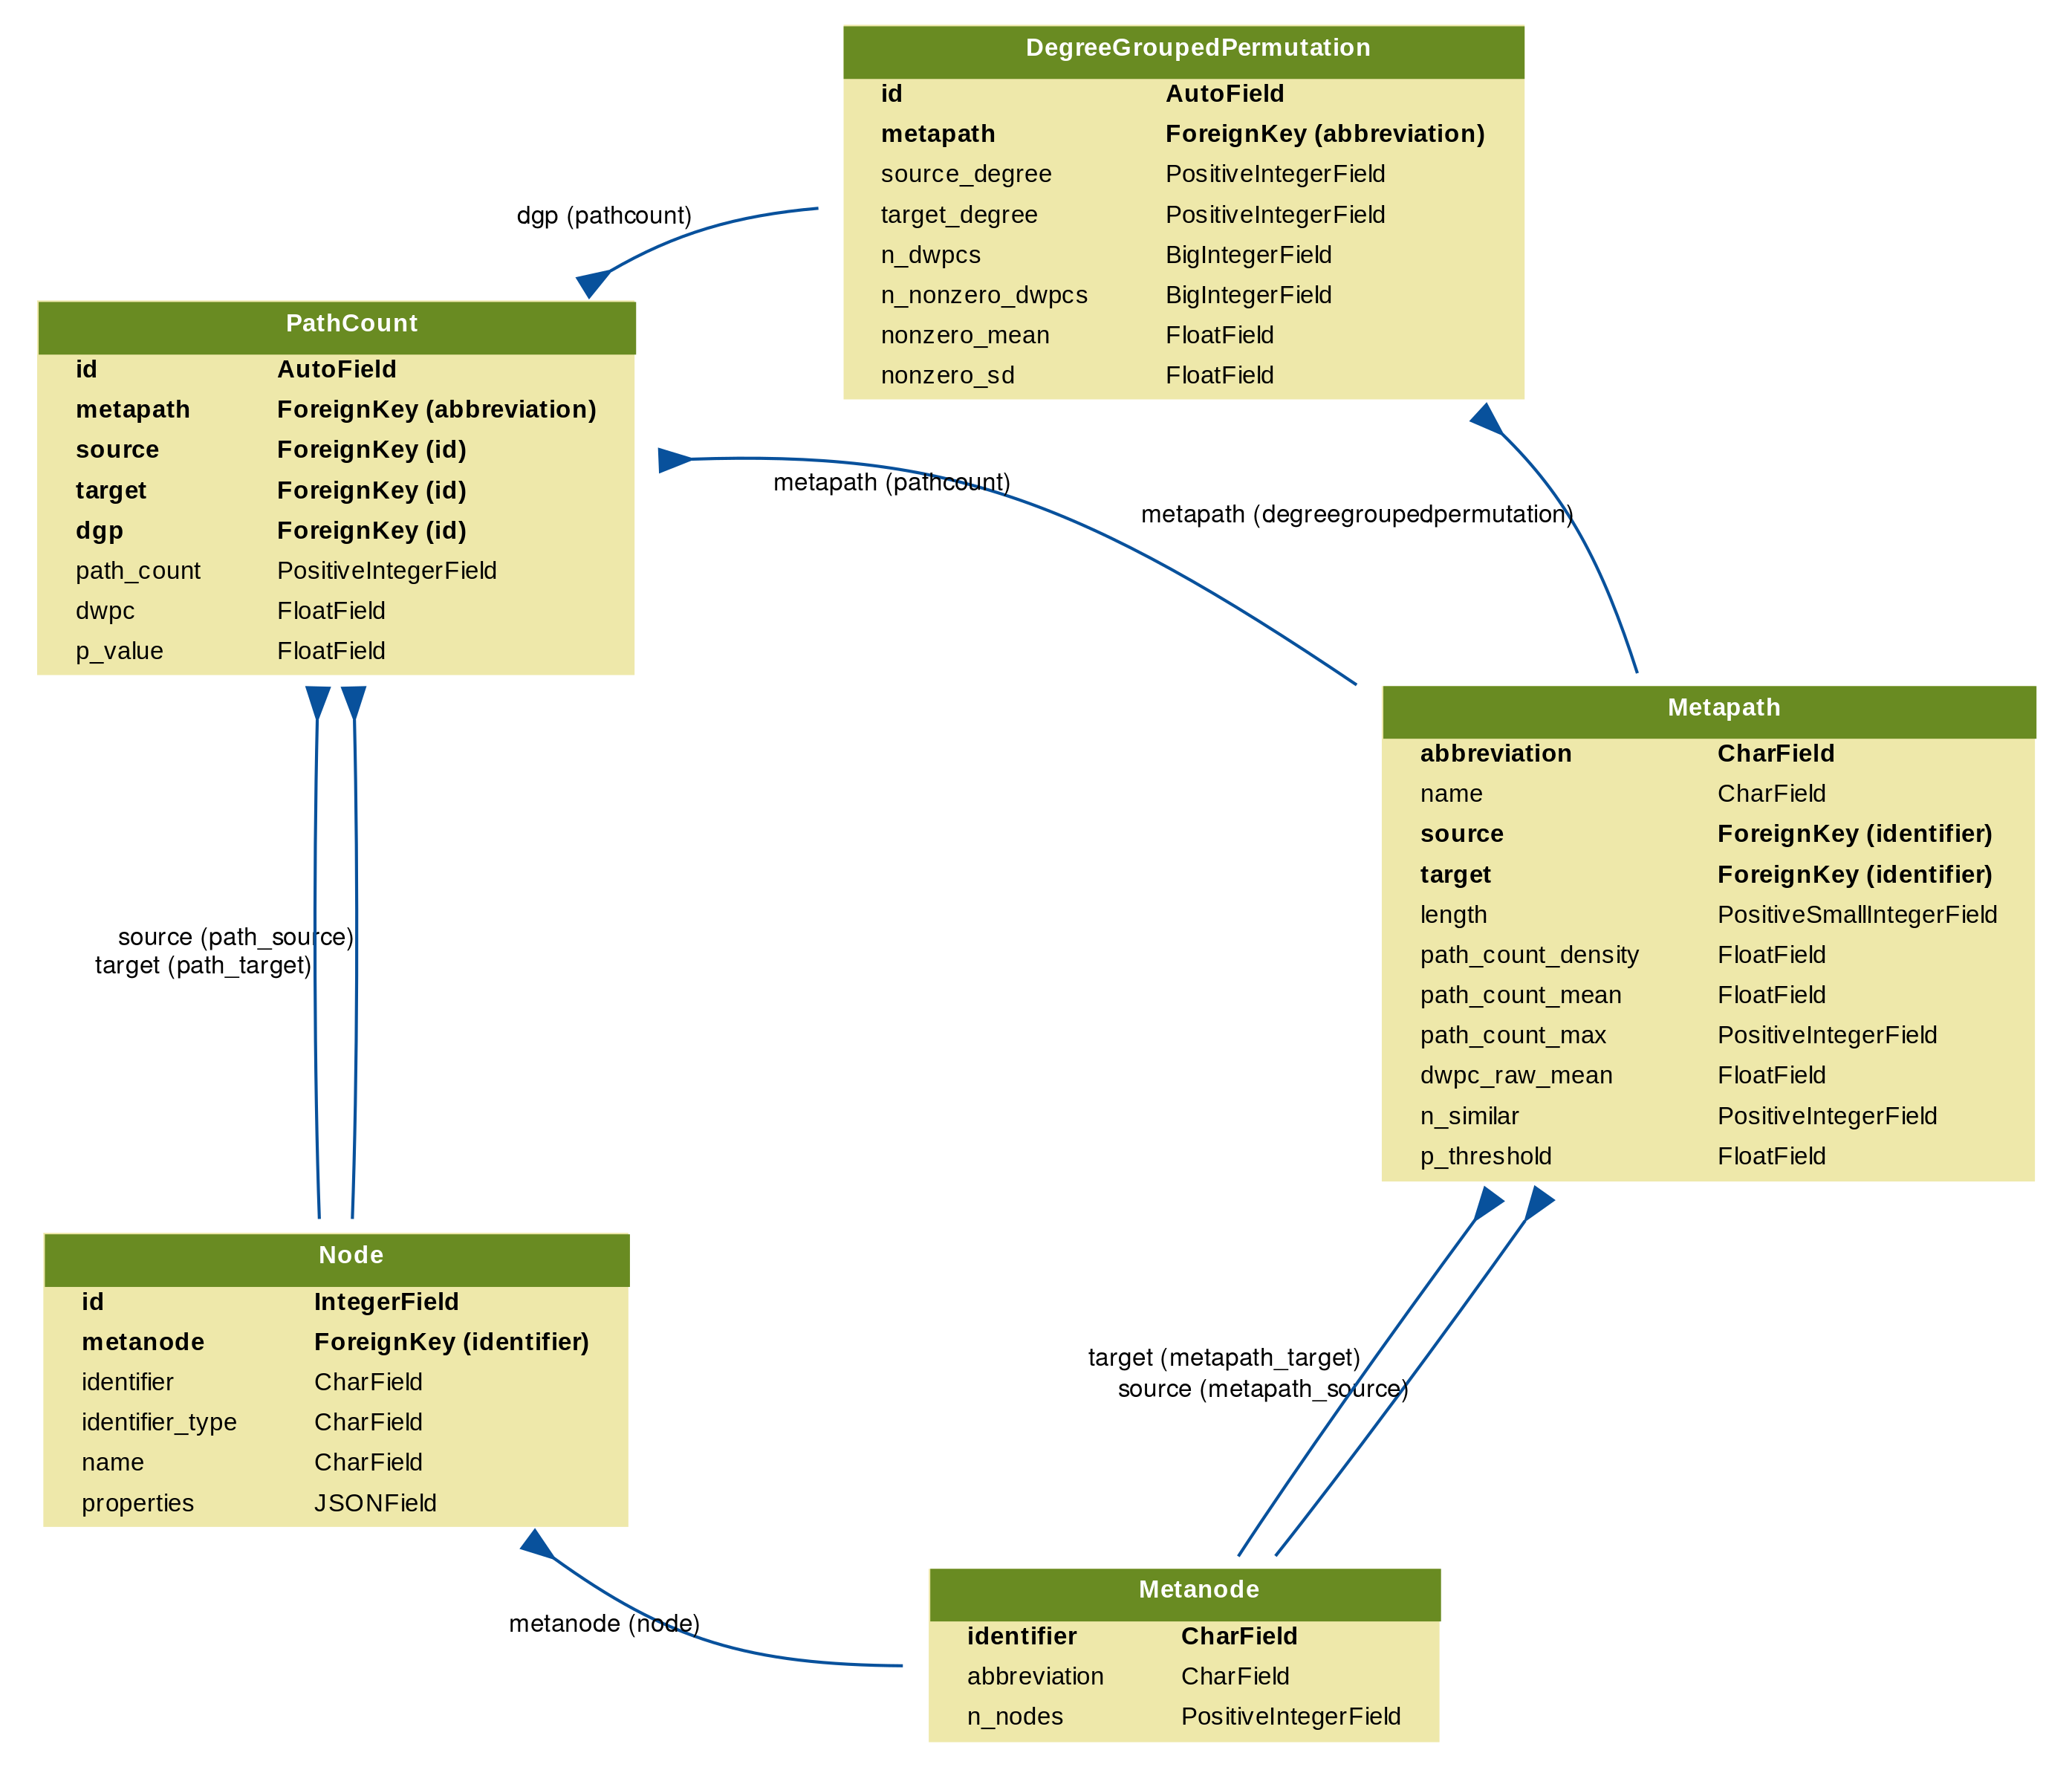 DegreeGroupedPermutation
id AutoField
metapath ForeignKey (abbreviation)
source_degree PositiveIntegerField
target_degree PositiveIntegerField
n_dwpcs BigIntegerField
n_nonzero_dwpcs BigIntegerField
nonzero_mean FloatField
nonzero_sd FloatField
dgp (pathcount)
PathCount
id AutoField
metapath ForeignKey (abbreviation)
source ForeignKey (id)
target ForeignKey (id)
dgp ForeignKey (id)
path_count PositiveIntegerField
dwpc FloatField
p_value FloatField
metapath (pathcount)
metapath (degreegroupedpermutation)
Metapath
abbreviation CharField
name CharField
source ForeignKey (identifier)
target ForeignKey (identifier)
length PositiveSmallIntegerField
path_count_density FloatField
path_count_mean FloatField
path_count_max PositiveIntegerField
dwpc_raw_mean FloatField
n_similar PositiveIntegerField
p_threshold FloatField
source (path_source)
target (path_target)
Node
id IntegerField
metanode ForeignKey (identifier)
identifier CharField
identifier_type CharField
name CharField
properties JSONField
target (metapath_target)
source (metapath_source)
metanode (node)
Metanode
identifier CharField
abbreviation CharField
n_nodes PositiveIntegerField